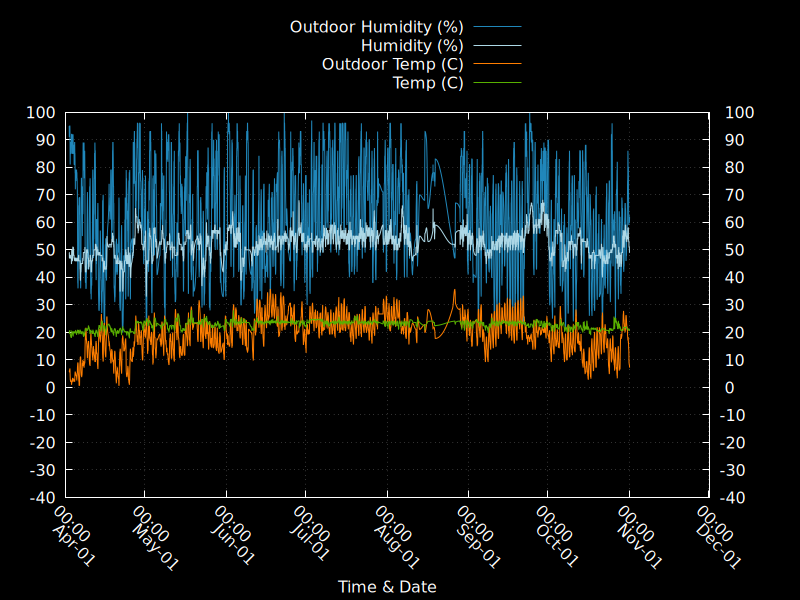 Outdoor Humidity (%)
Humidity (%)
Outdoor Temp (C)
Temp (C)
100 100
90 90
80 80
70 70
60 60
50 50
40 40
30 30
20 20
10 10
0 0
-10 -10
-20 -20
-30 -30
-40 -40
00:00
Apr-01
00:00
May-01
00:00
Jun-01
00:00
Jul-01
00:00
Aug-01
00:00
Sep-01
00:00
Oct-01
00:00
Nov-01
00:00
Dec-01
Time & Date